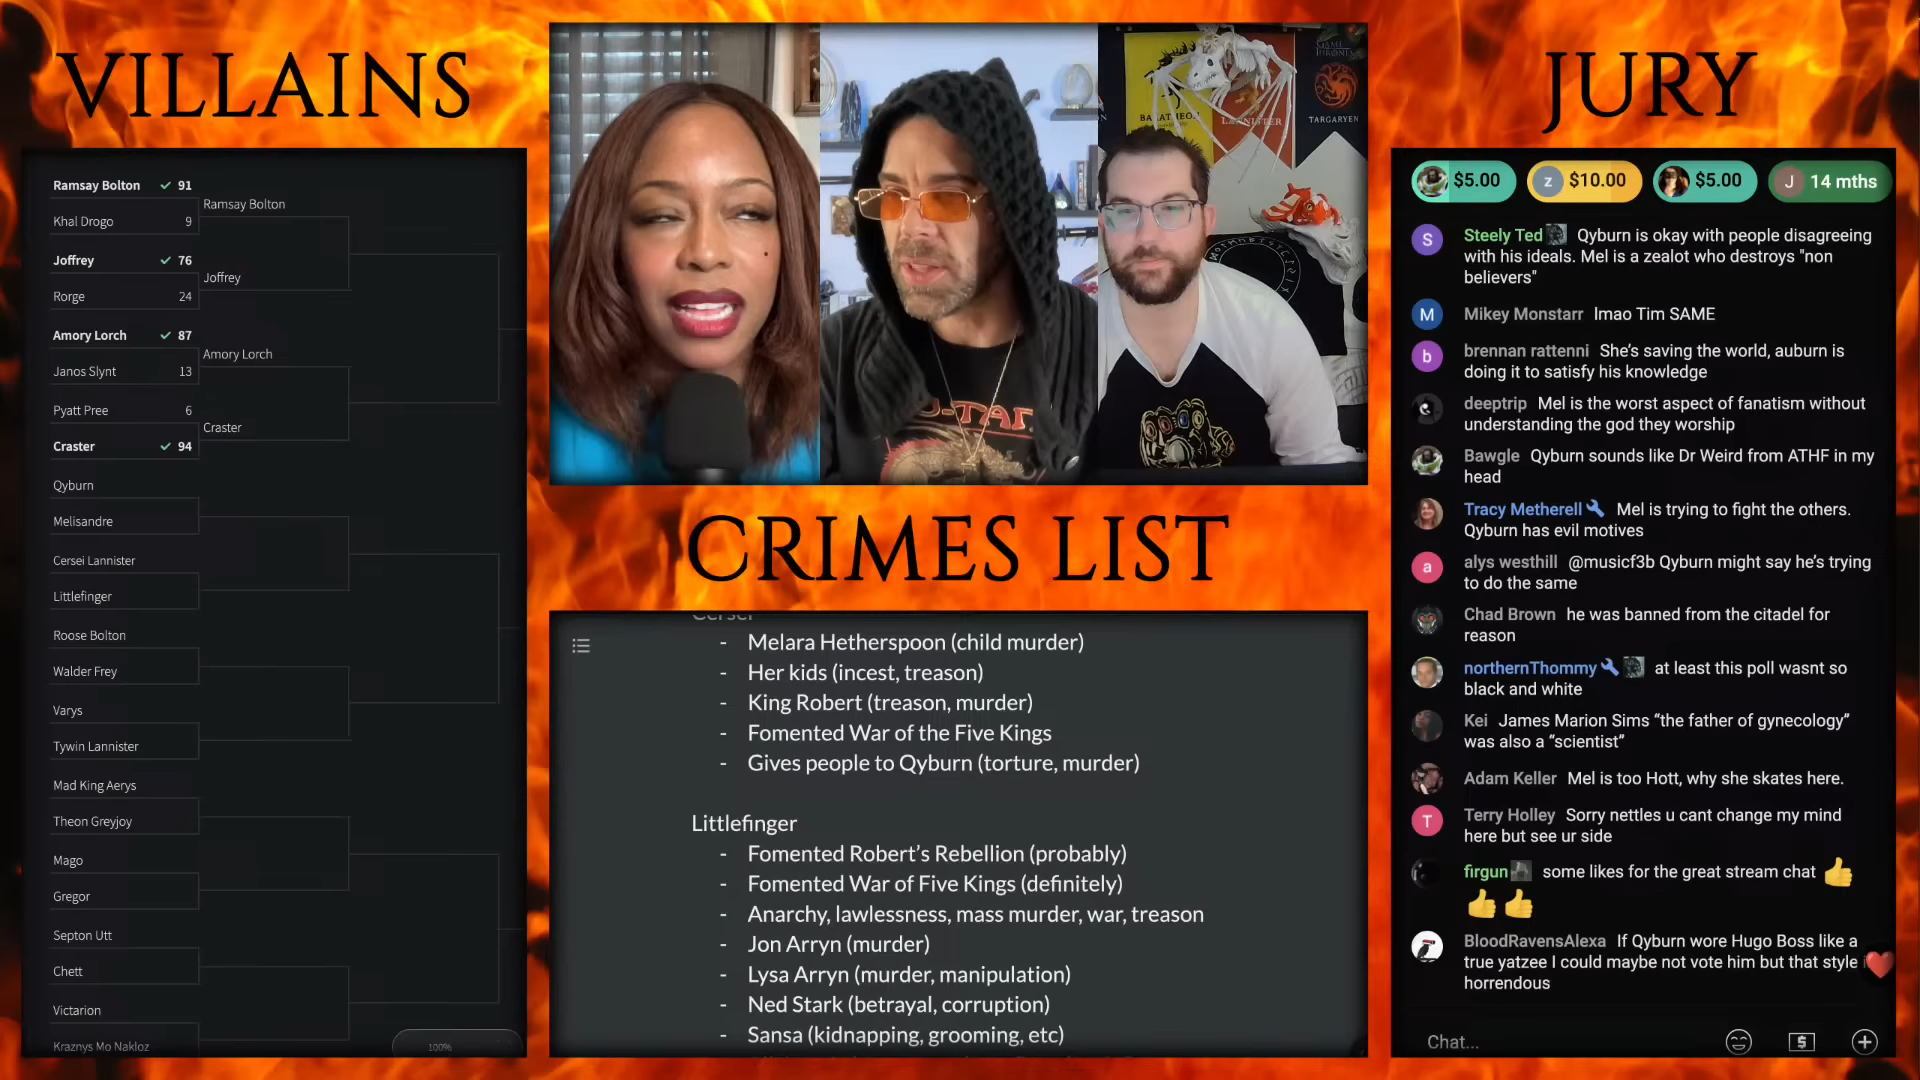 VILLAINS
Ramsay Bolton 91
Khal Drogo 9
Ramsay Bolton
Joffrey 76
Rorge 24
Joffrey
Amory Lorch 87
Janos Slynt 13
Amory Lorch
Pyatt Pree 6
Craster 94
Craster
Qyburn
Melisandre
Cersei Lannister
Littlefinger
Roose Bolton
Walder Frey
Varys
Tywin Lannister
Mad King Aerys
Theon Greyjoy
Mago
Gregor
Septon Utt
Chett
Victarion
Kraznys Mo Nakloz
100%
TARGARYEN
CRIMES LIST
Cersei
- Melara Hetherspoon (child murder)
- Her kids (incest, treason)
- King Robert (treason, murder)
- Fomented War of the Five Kings
- Gives people to Qyburn (torture, murder)
Littlefinger
- Fomented Robert's Rebellion (probably)
- Fomented War of Five Kings (definitely)
- Anarchy, lawlessness, mass murder, war, treason
- Jon Arryn (murder)
- Lysa Arryn (murder, manipulation)
- Ned Stark (betrayal, corruption)
- Sansa (kidnapping, grooming, etc)
JURY
$5.00
z $10.00
$5.00
J 14 mths
S Steely Ted Qyburn is okay with people disagreeing
with his ideals. Mel is a zealot who destroys "non
believers"
M Mikey Monstarr lmao Tim SAME
b brennan rattenni She's saving the world, auburn is
doing it to satisfy his knowledge
deeptrip Mel is the worst aspect of fanatism without
understanding the god they worship
Bawgle Qyburn sounds like Dr Weird from ATHF in my
head
Tracy Metherell Mel is trying to fight the others.
Qyburn has evil motives
a alys westhill @musicf3b Qyburn might say he's trying
to do the same
Chad Brown he was banned from the citadel for
reason
northernThommy at least this poll wasnt so
black and white
Kei James Marion Sims “the father of gynecology”
was also a “scientist”
Adam Keller Mel is too Hott, why she skates here.
T Terry Holley Sorry nettles u cant change my mind
here but see ur side
firgun some likes for the great stream chat 👍
👍👍
BloodRavensAlexa If Qyburn wore Hugo Boss like a
true yatzee I could maybe not vote him but that style
horrendous
Chat...